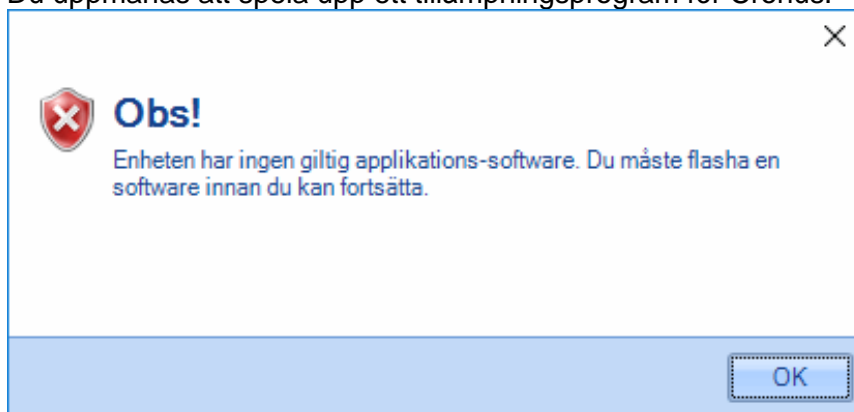 Du uppmanas att spela upp ett tillämpningsprogram för Cronus.
Obs!
Enheten har ingen giltig applikations-software. Du måste flasha en
software innan du kan fortsätta.
OK